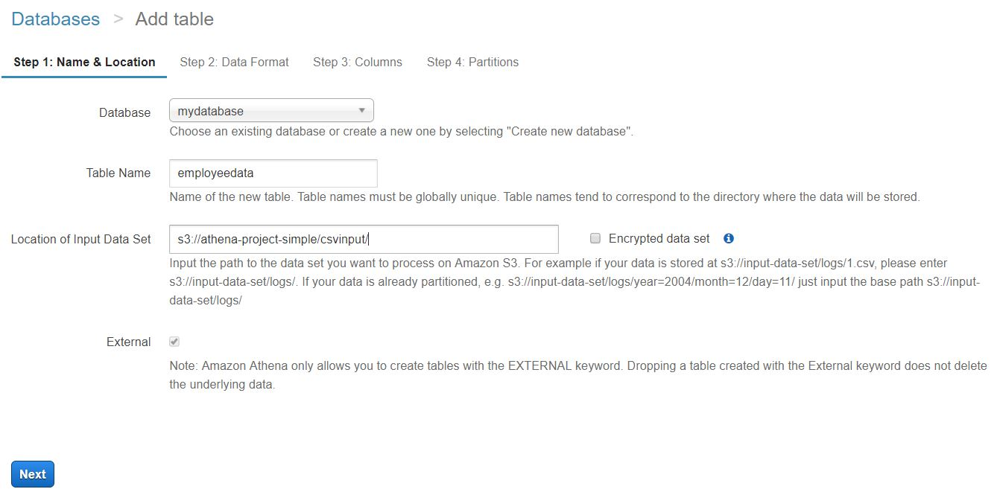 Databases > Add table
Step 1: Name & Location Step 2: Data Format Step 3: Columns Step 4: Partitions
Database mydatabase
Choose an existing database or create a new one by selecting "Create new database".
Table Name employeedata
Name of the new table. Table names must be globally unique. Table names tend to correspond to the directory where the data will be stored.
Location of Input Data Set s3://athena-project-simple/csvinput/ Encrypted data set
Input the path to the data set you want to process on Amazon S3. For example if your data is stored at s3://input-data-set/logs/1.csv, please enter
s3://input-data-set/logs/. If your data is already partitioned, e.g. s3://input-data-set/logs/year=2004/month=12/day=11/ just input the base path s3://input-
data-set/logs/
External
Note: Amazon Athena only allows you to create tables with the EXTERNAL keyword. Dropping a table created with the External keyword does not delete
the underlying data.
Next